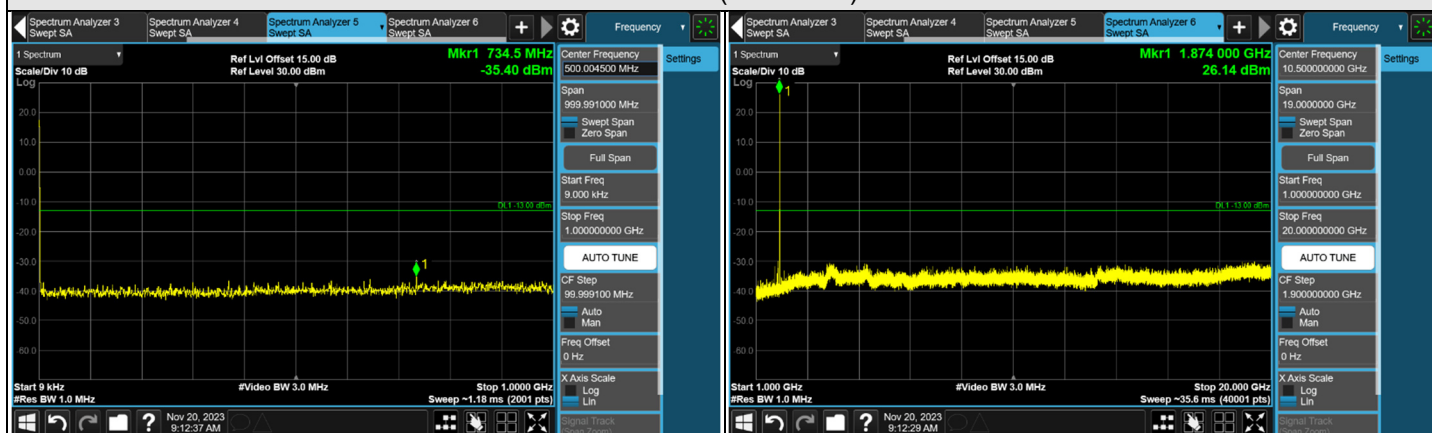 Spectrum Analyzer 3
Swept SA
Spectrum Analyzer 4
Swept SA
Spectrum Analyzer 5
Swept SA
Spectrum Analyzer 6
Swept SA
+
Frequency
1 Spectrum
Scale/Div 10 dB
Log
Ref Lvl Offset 15.00 dB
Ref Level 30.00 dBm
Mkr1 734.5 MHz
-35.40 dBm
20.0
10.0
0.00
-10.0
-20.0
-30.0
-40.0
-50.0
-60.0
DL1 -13.00 dBm
1
Start 9 kHz
#Res BW 1.0 MHz
#Video BW 3.0 MHz
Stop 1.0000 GHz
Sweep ~1.18 ms (2001 pts)
Center Frequency
500.004500 MHz
Settings
Span
999.991000 MHz
Swept Span
Zero Span
Full Span
Start Freq
9.000 kHz
Stop Freq
1.000000000 GHz
AUTO TUNE
CF Step
99.999100 MHz
Auto
Man
Freq Offset
0 Hz
X Axis Scale
Log
Lin
Signal Track
(Span Zoom)
?
Nov 20, 2023
9:12:37 AM
Spectrum Analyzer 3
Swept SA
Spectrum Analyzer 4
Swept SA
Spectrum Analyzer 5
Swept SA
Spectrum Analyzer 6
Swept SA
+
Frequency
1 Spectrum
Scale/Div 10 dB
Log
Ref Lvl Offset 15.00 dB
Ref Level 30.00 dBm
Mkr1 1.874 000 GHz
26.14 dBm
20.0
10.0
0.00
-10.0
-20.0
-30.0
-40.0
-50.0
-60.0
DL1 -13.00 dBm
1
Start 1.000 GHz
#Res BW 1.0 MHz
#Video BW 3.0 MHz
Stop 20.000 GHz
Sweep ~35.6 ms (40001 pts)
Center Frequency
10.500000000 GHz
Settings
Span
19.0000000 GHz
Swept Span
Zero Span
Full Span
Start Freq
1.000000000 GHz
Stop Freq
20.000000000 GHz
AUTO TUNE
CF Step
1.900000000 GHz
Auto
Man
Freq Offset
0 Hz
X Axis Scale
Log
Lin
Signal Track
(Span Zoom)
?
Nov 20, 2023
9:12:29 AM